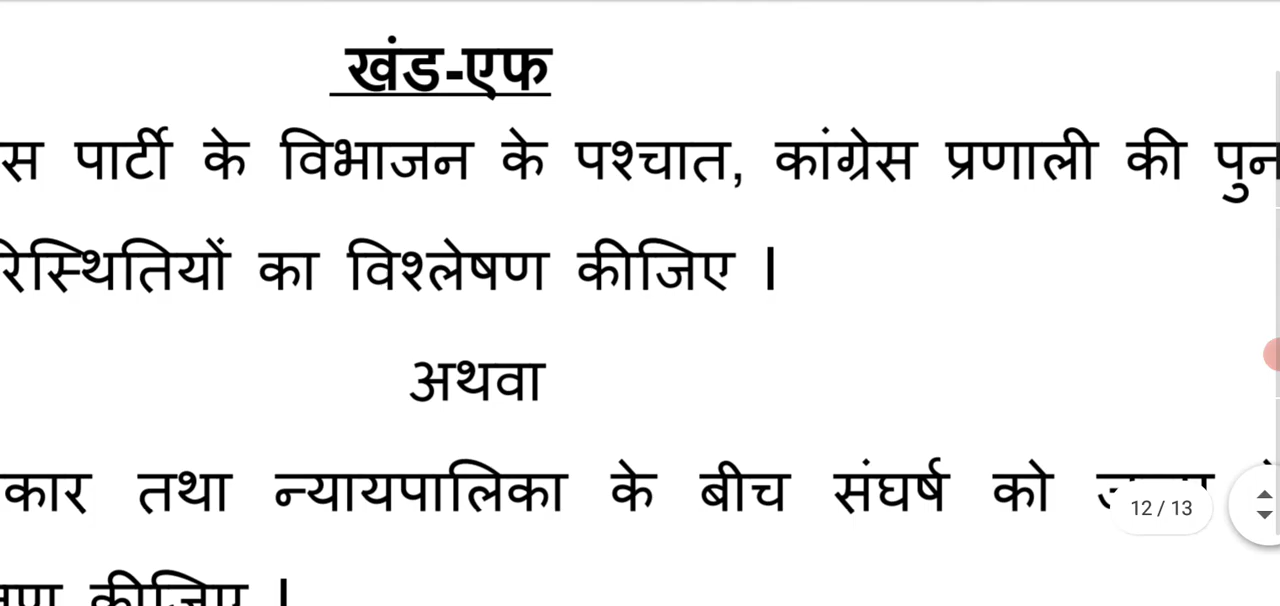 खंड-एफ
पार्टी के विभाजन के पश्चात, कांग्रेस प्रणाली की
का विश्लेषण कीजिए ।
अथवा
तथा न्यायपालिका के बीच संघर्ष को
12 / 13
कीजिए ।